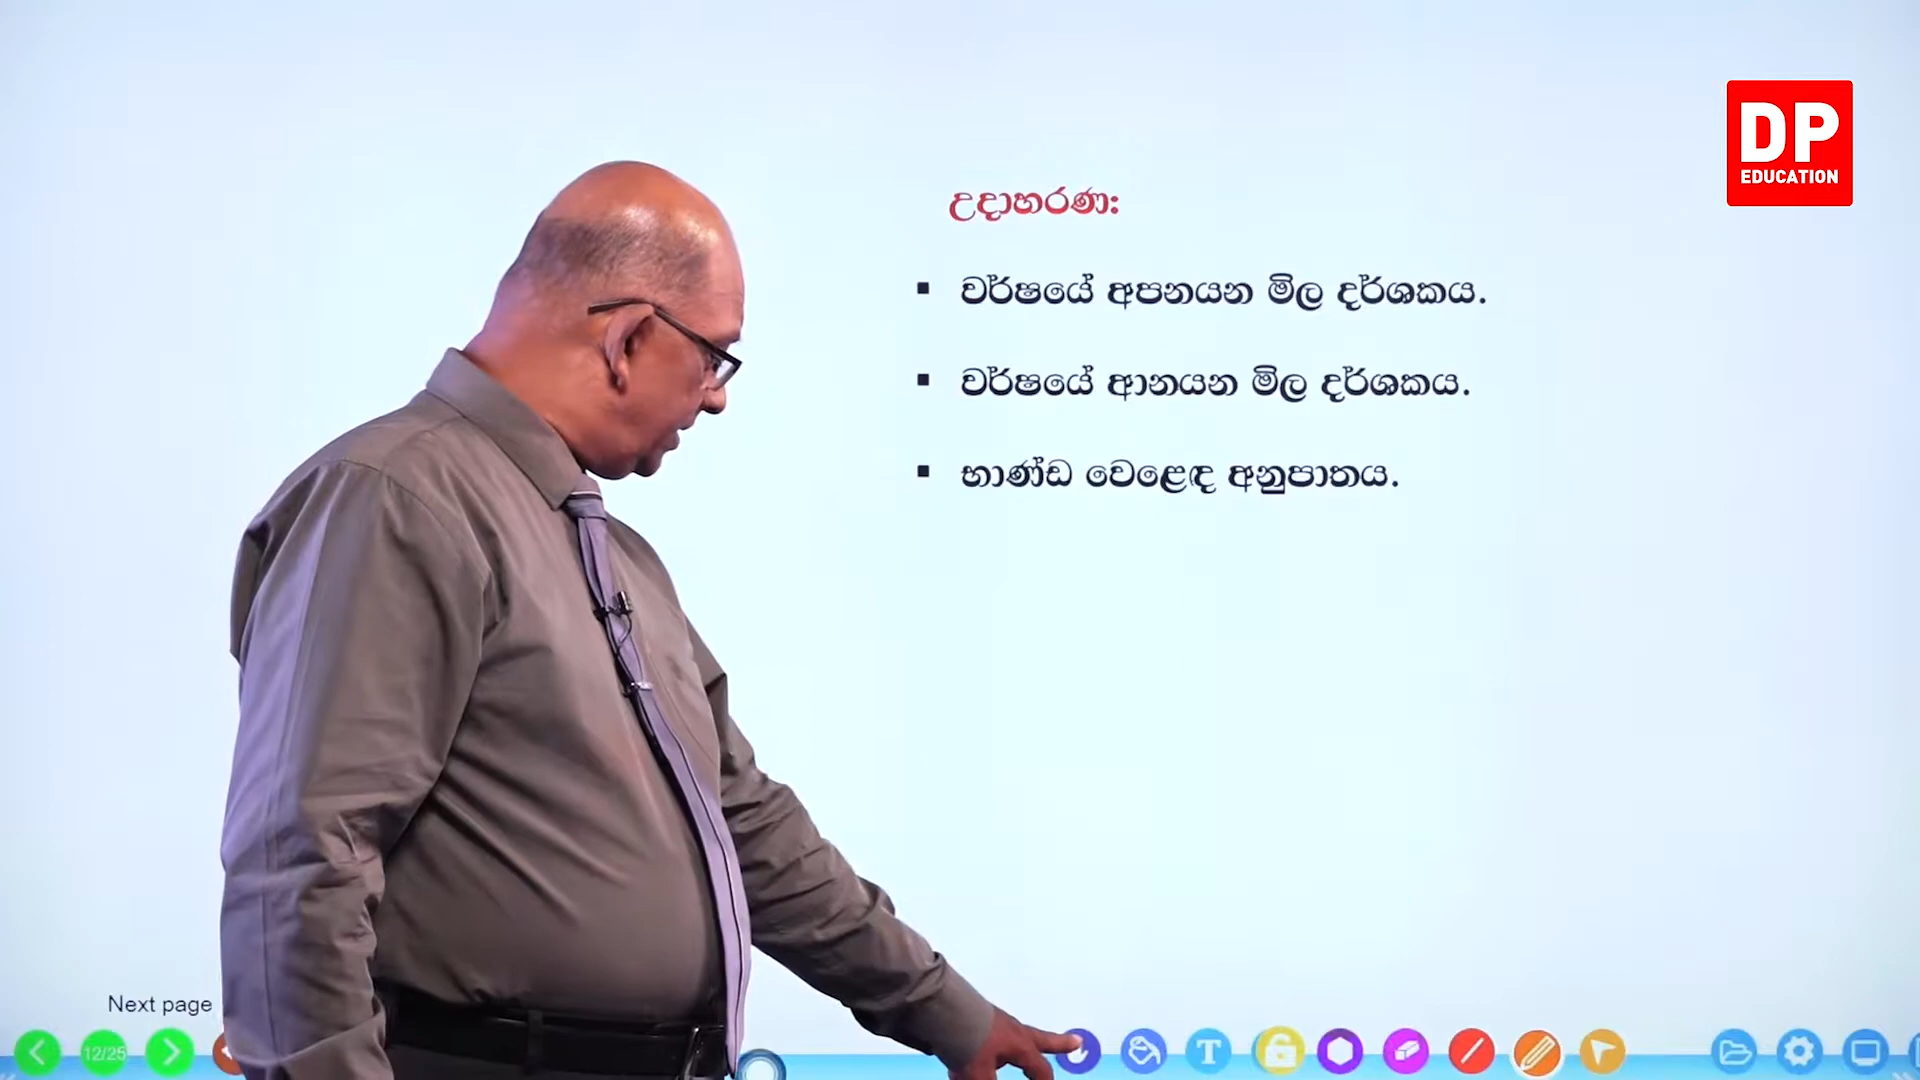 DP
EDUCATION
උදාහරණ:
▪ වර්ෂයේ අපනයන මිල දර්ශකය.
▪ වර්ෂයේ ආනයන මිල දර්ශකය.
▪ භාණ්ඩ වෙළෙඳ අනුපාතය.
Next page
12/25
T